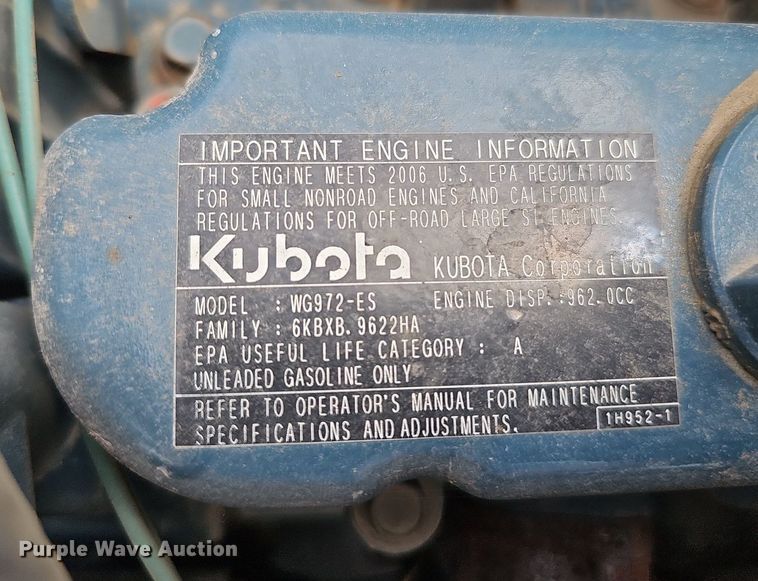 IMPORTANT ENGINE INFORMATION
THIS ENGINE MEETS 2006 U.S. EPA REGULATIONS
FOR SMALL NONROAD ENGINES AND CALIFORNIA
REGULATIONS FOR OFF-ROAD LARGE SI ENGINES.
Kubota KUBOTA Corporation
MODEL : WG972-ES ENGINE DISP.:962.0CC
FAMILY : 6KBXB.9622HA
EPA USEFUL LIFE CATEGORY : A
UNLEADED GASOLINE ONLY
REFER TO OPERATOR'S MANUAL FOR MAINTENANCE
SPECIFICATIONS AND ADJUSTMENTS. 1H952-1
Purple Wave Auction